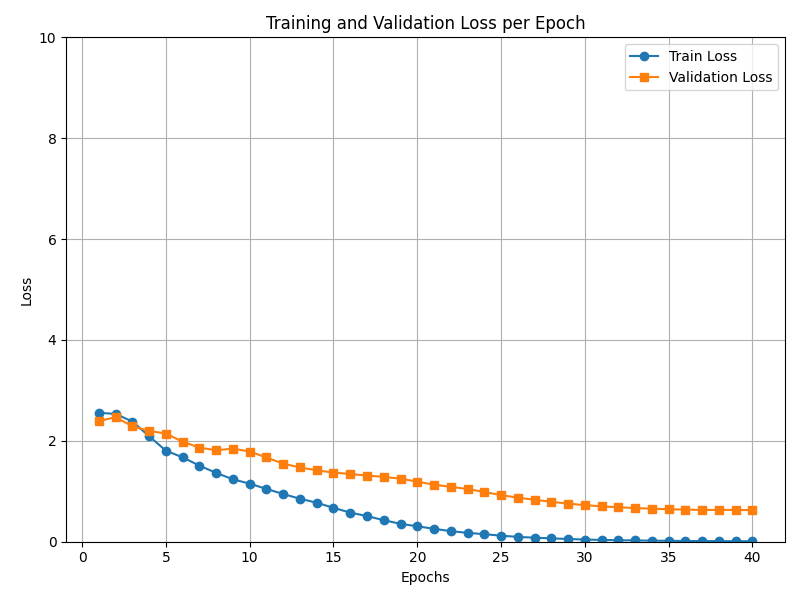 Training and Validation Loss per Epoch
Train Loss
Validation Loss
Loss
10
8
6
4
2
0
0 5 10 15 20 25 30 35 40
Epochs